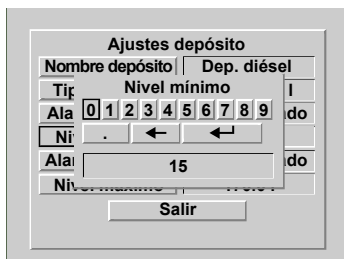 Ajustes depósito
Nombre depósito Dep. diésel
Nivel mínimo
0 1 2 3 4 5 6 7 8 9
. ← ↵
15
Salir